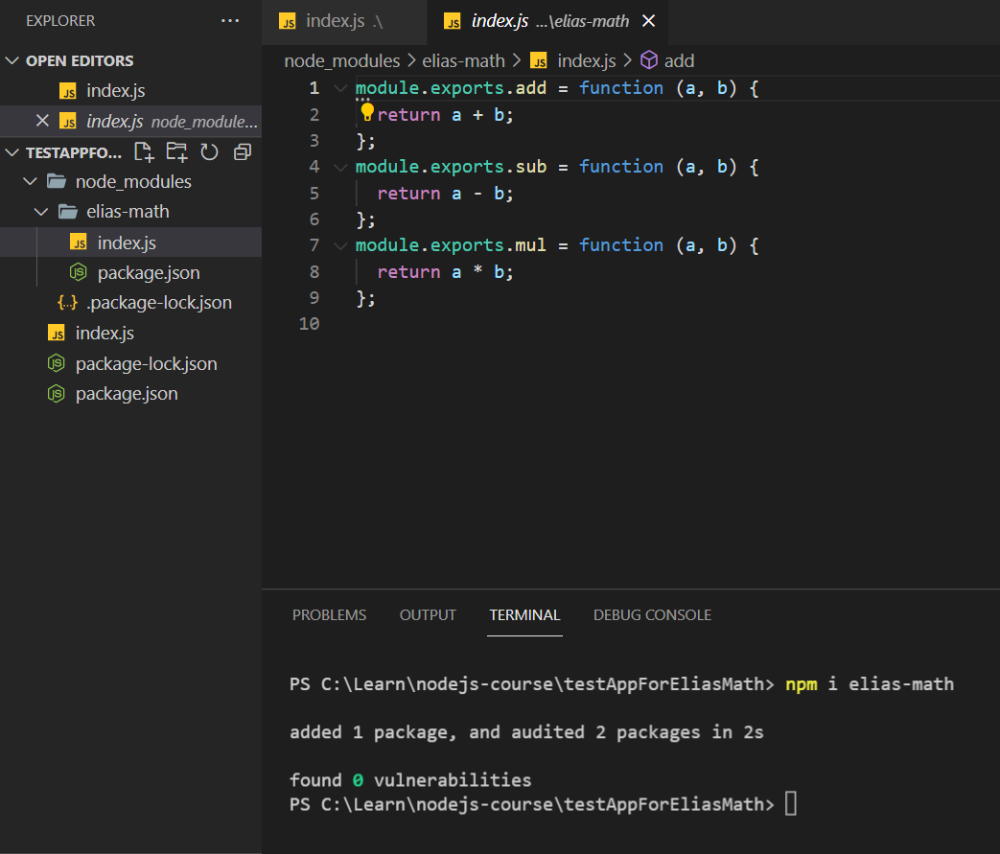 EXPLORER
OPEN EDITORS
index.js
index.js node_module...
TESTAPPFO...
node_modules
elias-math
index.js
package.json
.package-lock.json
index.js
package-lock.json
package.json
index.js .\
index.js ...\elias-math
node_modules > elias-math > index.js > add
1 module.exports.add = function (a, b) {
2 return a + b;
3 };
4 module.exports.sub = function (a, b) {
5 return a - b;
6 };
7 module.exports.mul = function (a, b) {
8 return a * b;
9 };
10
PROBLEMS OUTPUT TERMINAL DEBUG CONSOLE
PS C:\Learn\nodejs-course\testAppForEliasMath> npm i elias-math
added 1 package, and audited 2 packages in 2s
found 0 vulnerabilities
PS C:\Learn\nodejs-course\testAppForEliasMath>